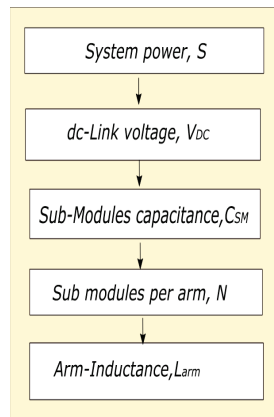 System power, S
dc-Link voltage, VDC
Sub-Modules capacitance,CSM
Sub modules per arm, N
Arm-Inductance,Larm